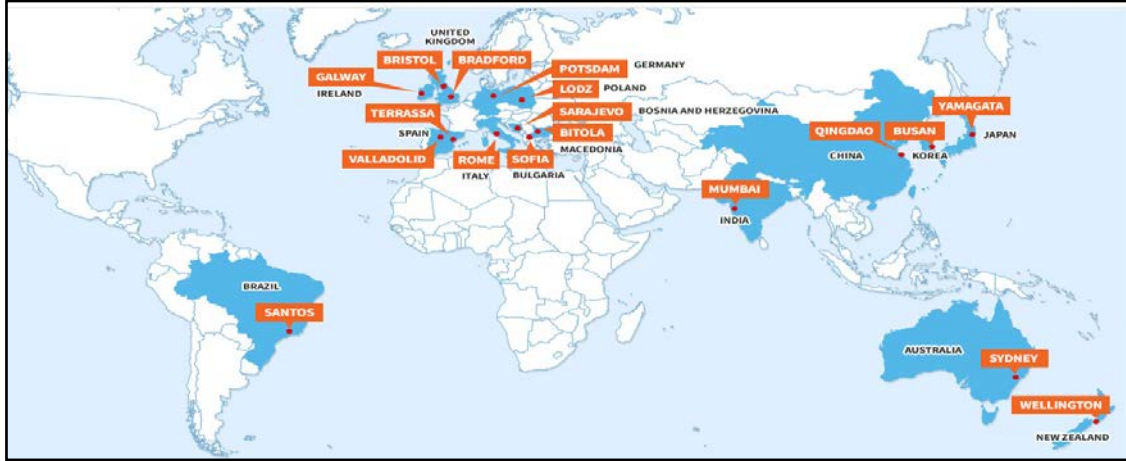 UNITED
KINGDOM
BRISTOL
BRADFORD
GALWAY
IRELAND
POTSDAM
GERMANY
LODZ
POLAND
TERRASSA
SPAIN
VALLADOLID
SARAJEVO
BOSNIA AND HERZEGOVINA
BITOLA
MACEDONIA
ROME
ITALY
SOFIA
BULGARIA
YAMAGATA
JAPAN
QINGDAO
CHINA
BUSAN
KOREA
MUMBAI
INDIA
BRAZIL
SANTOS
AUSTRALIA
SYDNEY
WELLINGTON
NEW ZEALAND